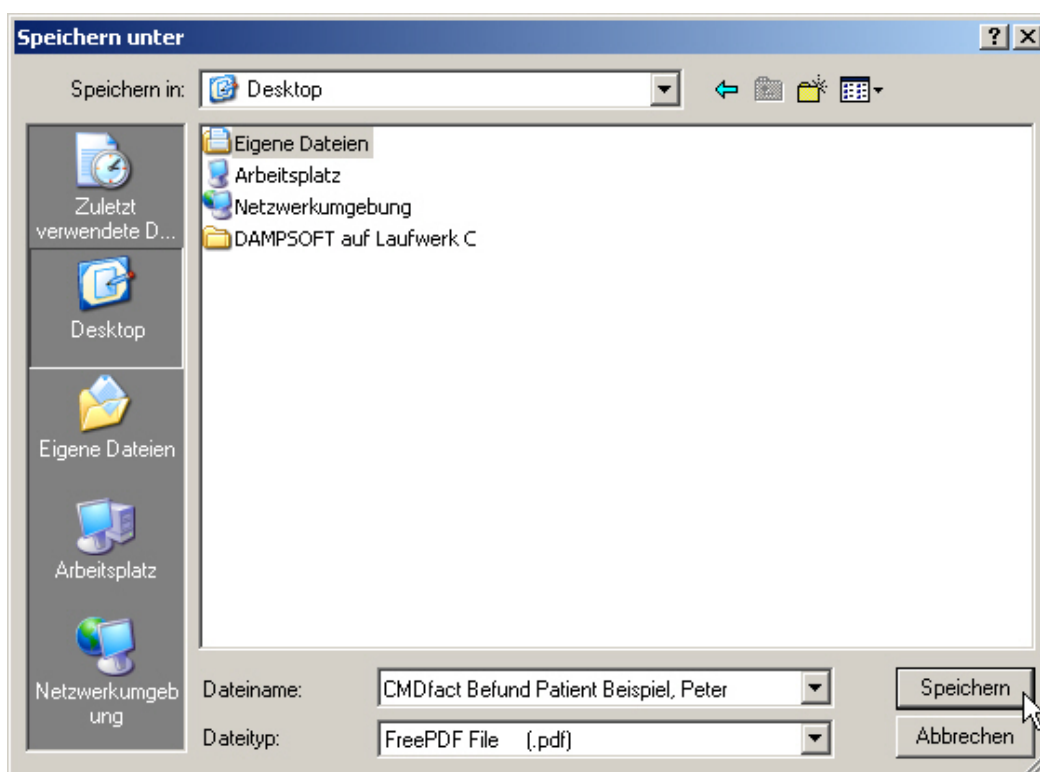 Speichern unter
Speichern in:
Desktop
Zuletzt
verwendete D...
Desktop
Eigene Dateien
Arbeitsplatz
Netzwerkumgeb
ung
Eigene Dateien
Arbeitsplatz
Netzwerkumgebung
DAMPSOFT auf Laufwerk C
Dateiname:
CMDfact Befund Patient Beispiel, Peter
Speichern
Dateityp:
FreePDF File (.pdf)
Abbrechen